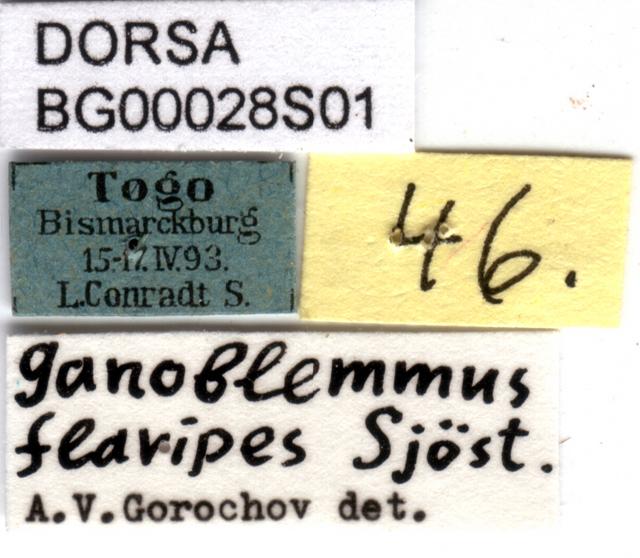 DORSA
BG00028S01
Togo
Bismarckburg
15-17.IV.93.
L.Conradt S.
46.
ganoblemmus
flavipes Sjöst.
A.V.Gorochov det.